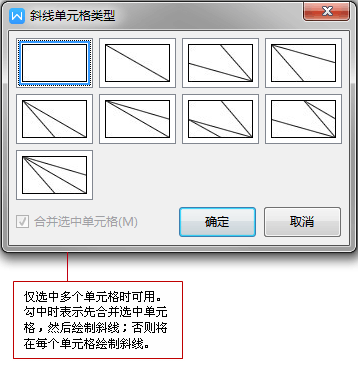 斜线单元格类型
合并选中单元格(M)
确定
取消
仅选中多个单元格时可用。
勾中时表示先合并选中单元
格，然后绘制斜线；否则将
在每个单元格绘制斜线。